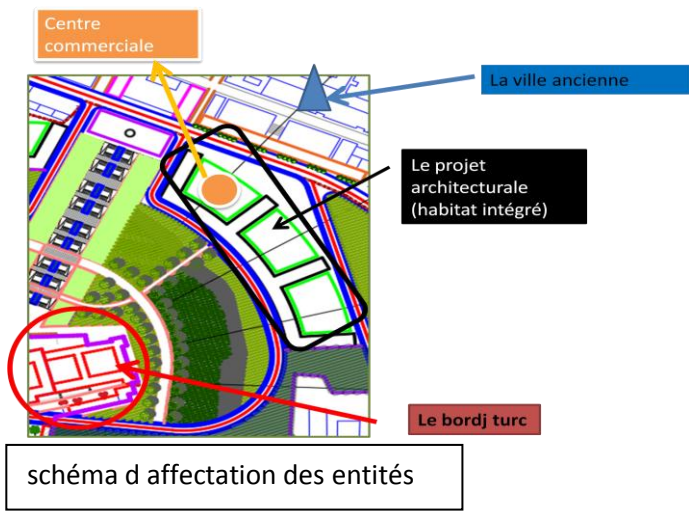 Centre
commerciale
La ville ancienne
Le projet
architecturale
(habitat intégré)
Le bordj turc
schéma d affectation des entités